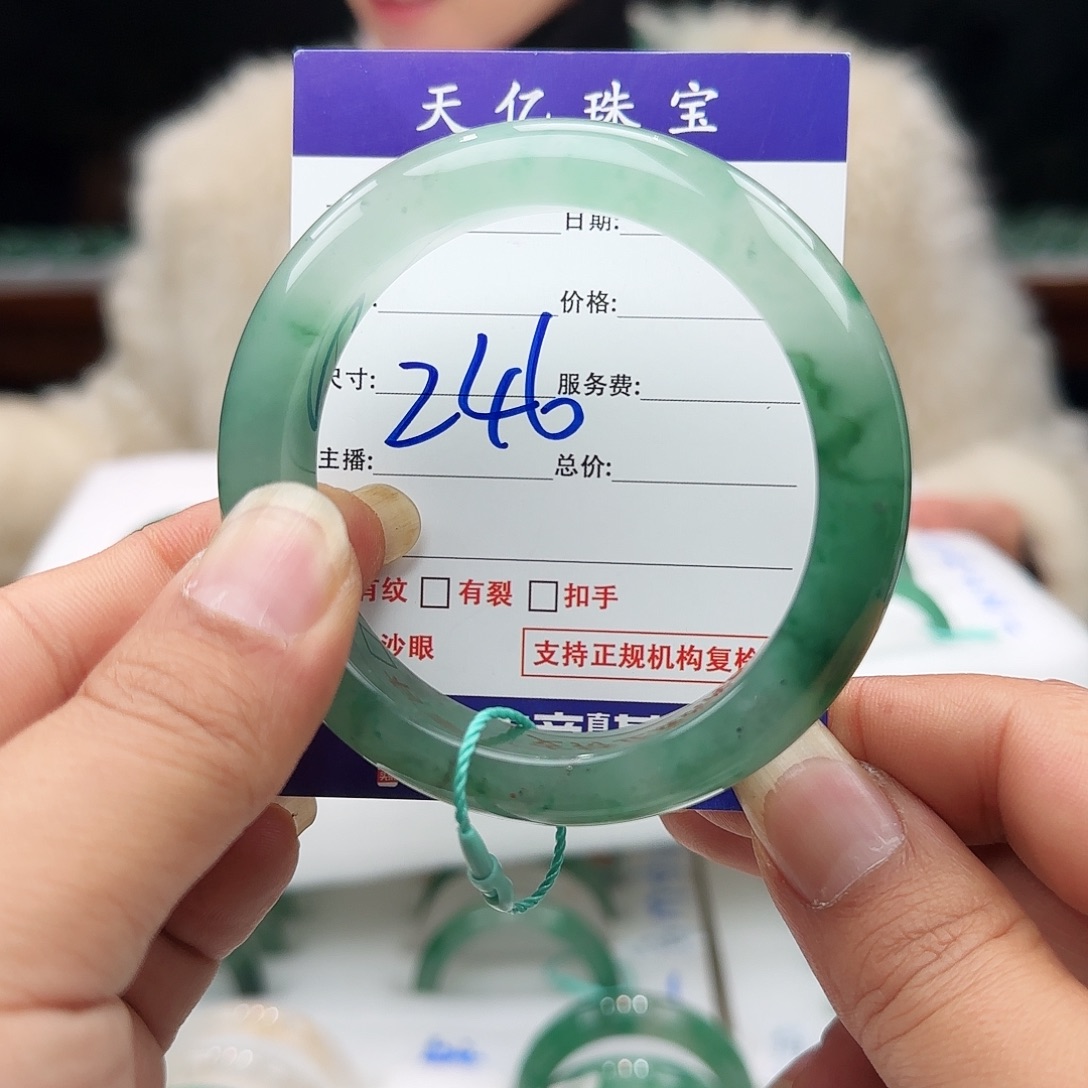 天亿珠宝
日期:
价格:
尺寸: 246 服务费:
主播: 总价:
有纹 □ 有裂 □ 扣手
沙眼
支持正规机构复检